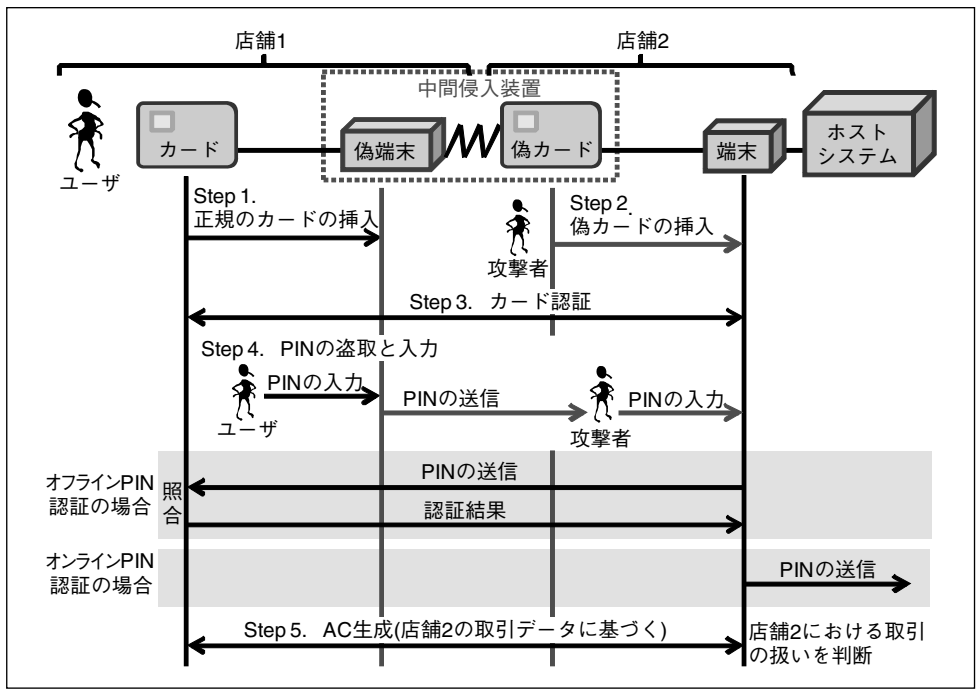 店舗1
店舗2
中間侵入装置
カード
偽端末
偽カード
端末
ホスト
システム
ユーザ
Step 1.
正規のカードの挿入
Step 2.
偽カードの挿入
攻撃者
Step 3. カード認証
Step 4. PINの盗取と入力
PINの入力
PINの送信
PINの入力
ユーザ
攻撃者
オフラインPIN
認証の場合
照
合
PINの送信
認証結果
オンラインPIN
認証の場合
PINの送信
Step 5. AC生成(店舗2の取引データに基づく)
店舗2における取引
の扱いを判断